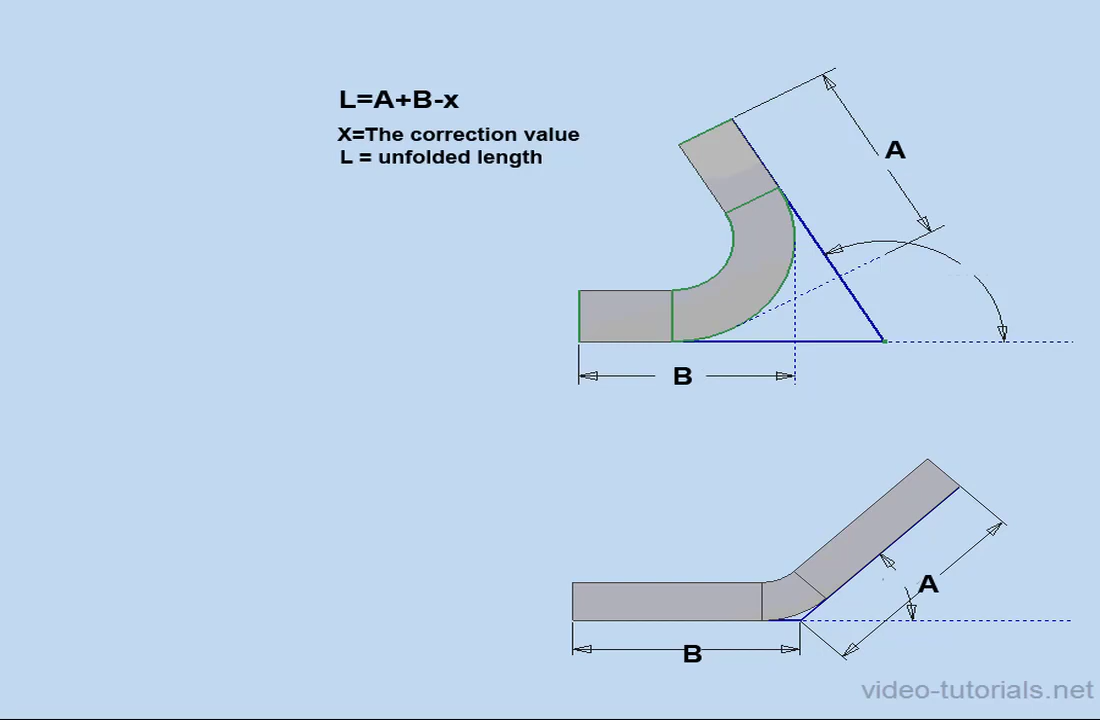 L=A+B-x
X=The correction value
L = unfolded length
A
B
A
B
video-tutorials.net